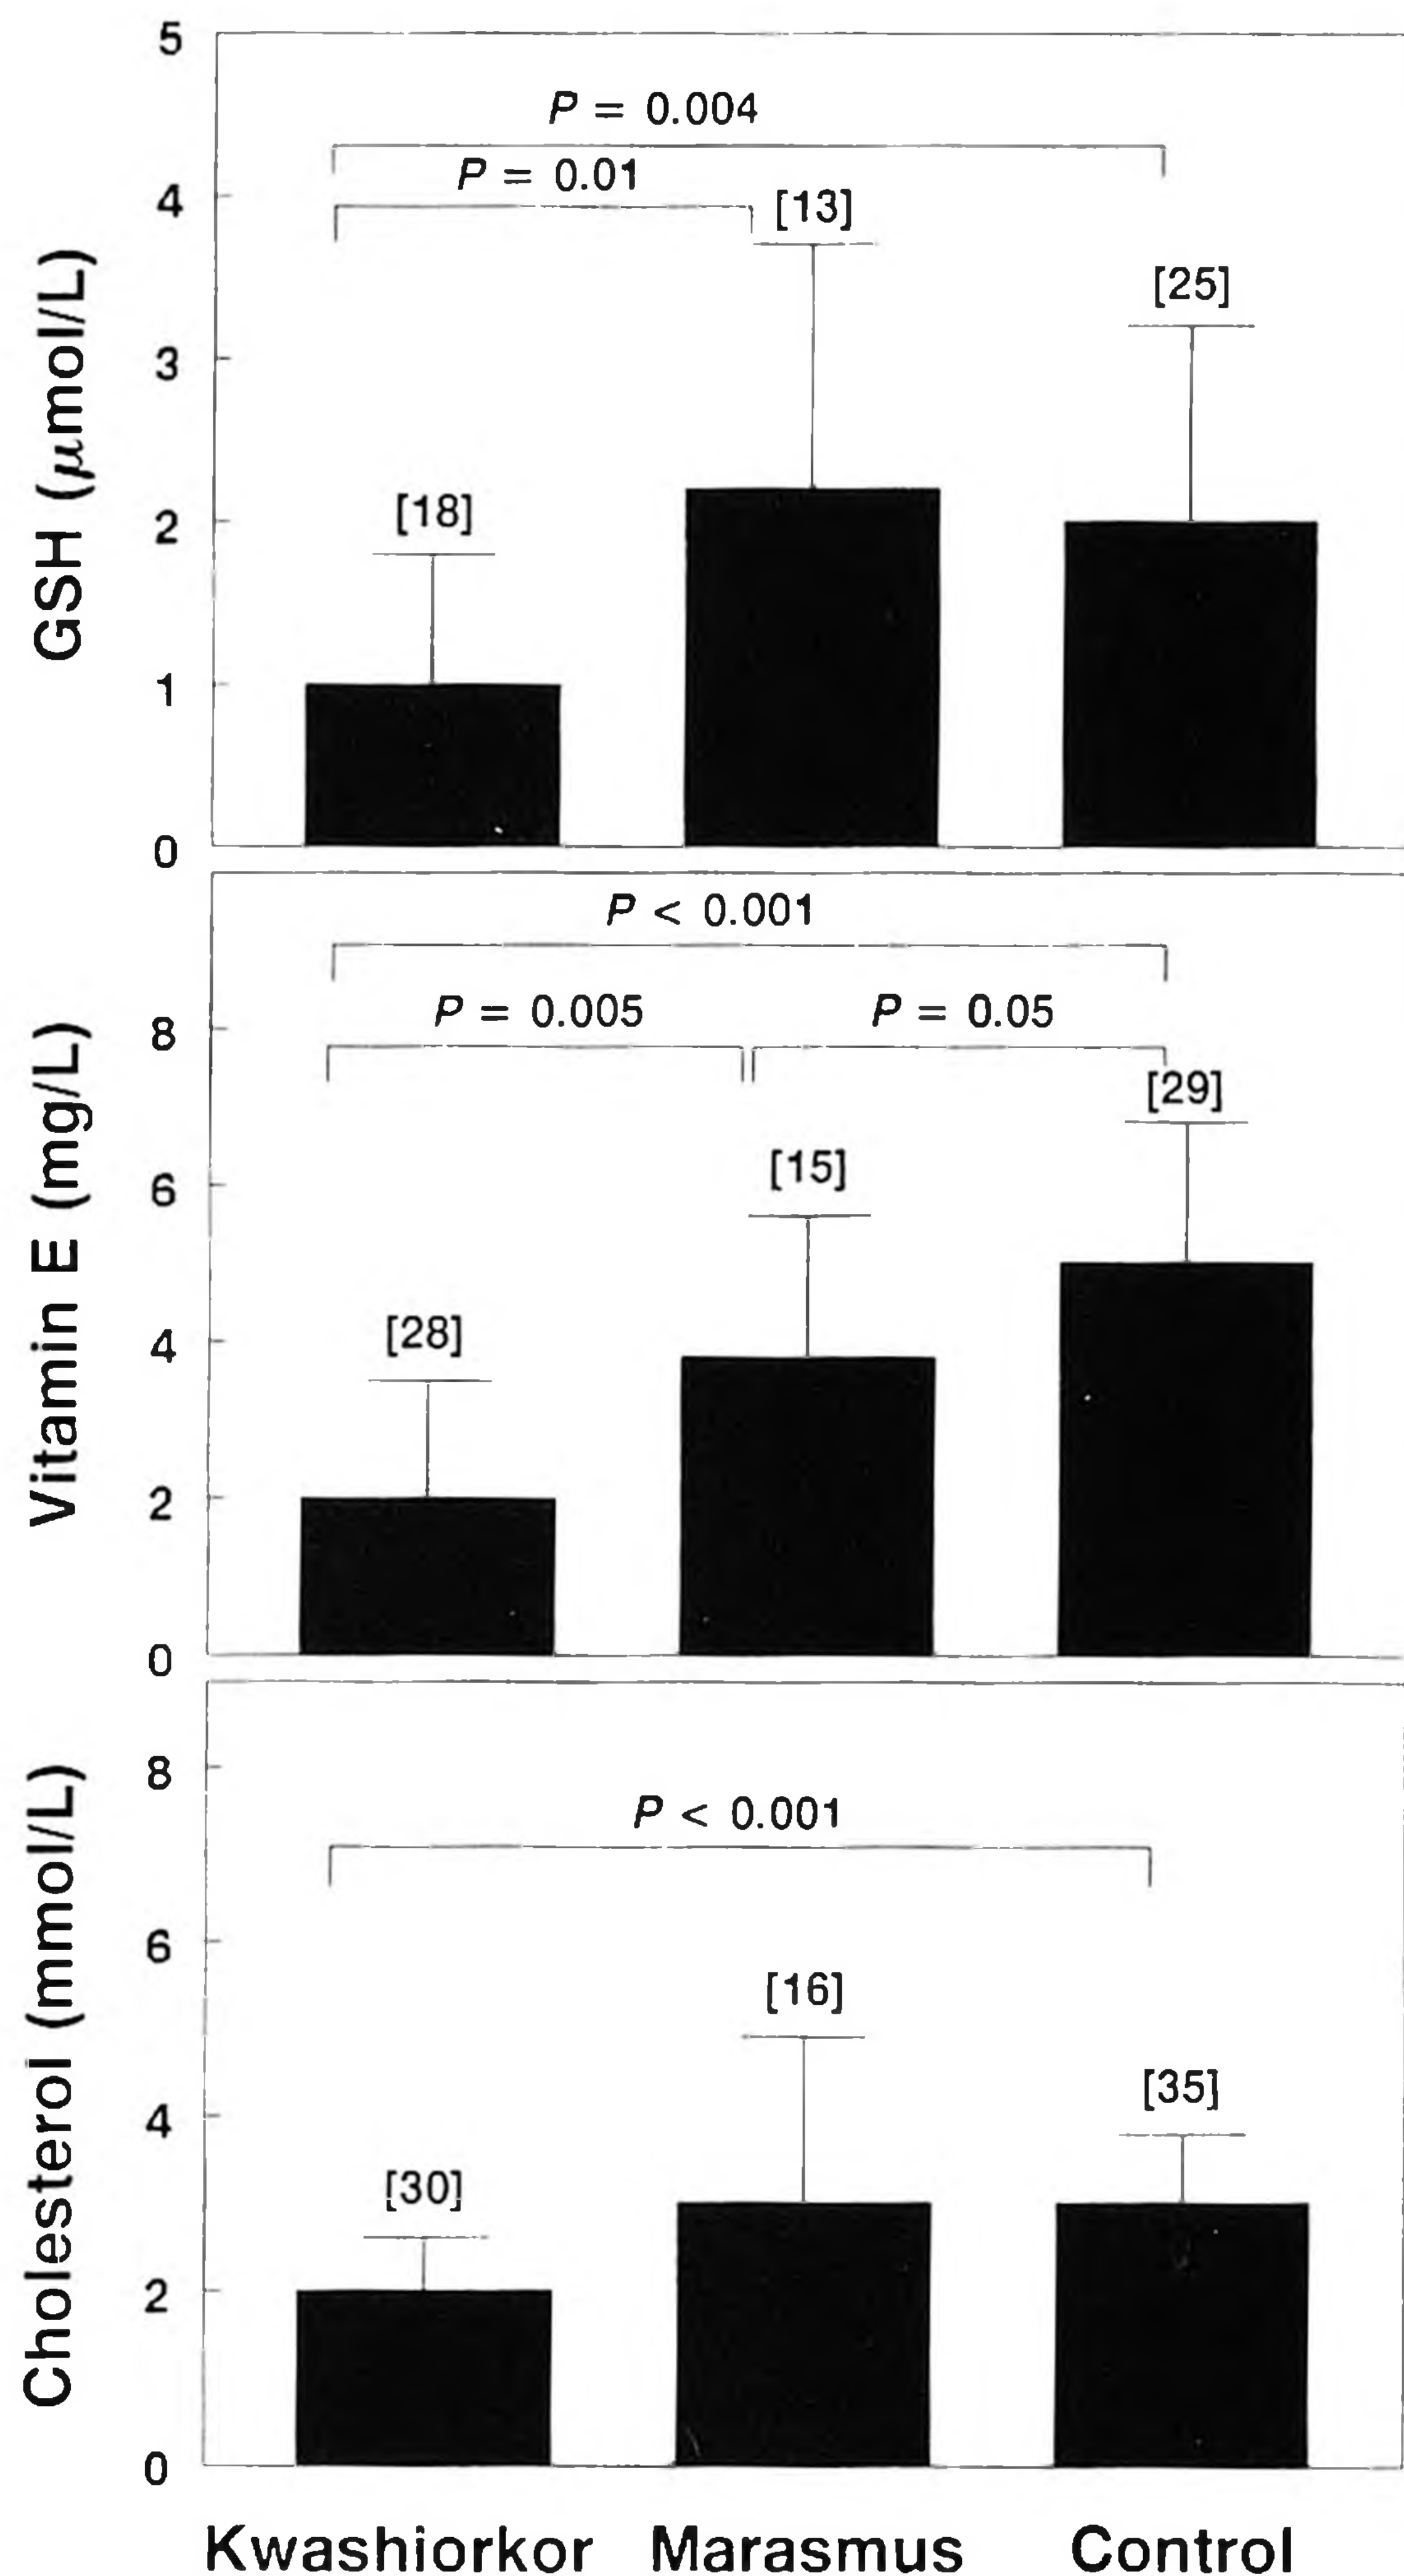 GSH (μmol/L)
5
4
3
2
1
0
P = 0.004
P = 0.01
[13]
[25]
[18]
Vitamin E (mg/L)
8
6
4
2
0
P < 0.001
P = 0.005
P = 0.05
[29]
[15]
[28]
Cholesterol (mmol/L)
8
6
4
2
0
P < 0.001
[16]
[35]
[30]
Kwashiorkor Marasmus Control